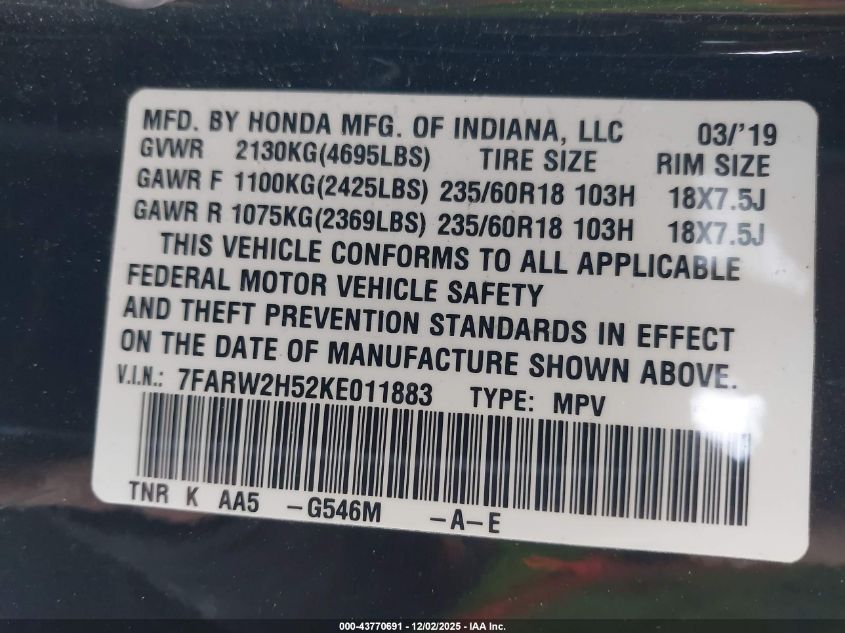 MFD. BY HONDA MFG. OF INDIANA, LLC 03/'19
GVWR 2130KG(4695LBS) TIRE SIZE RIM SIZE
GAWR F 1100KG(2425LBS) 235/60R18 103H 18X7.5J
GAWR R 1075KG(2369LBS) 235/60R18 103H 18X7.5J
THIS VEHICLE CONFORMS TO ALL APPLICABLE
FEDERAL MOTOR VEHICLE SAFETY
AND THEFT PREVENTION STANDARDS IN EFFECT
ON THE DATE OF MANUFACTURE SHOWN ABOVE.
V.I.N.: 7FARW2H52KE011883 TYPE: MPV
TNR K AA5 -G546M -A-E
000-43770691 - 12/02/2025 - IAA Inc.